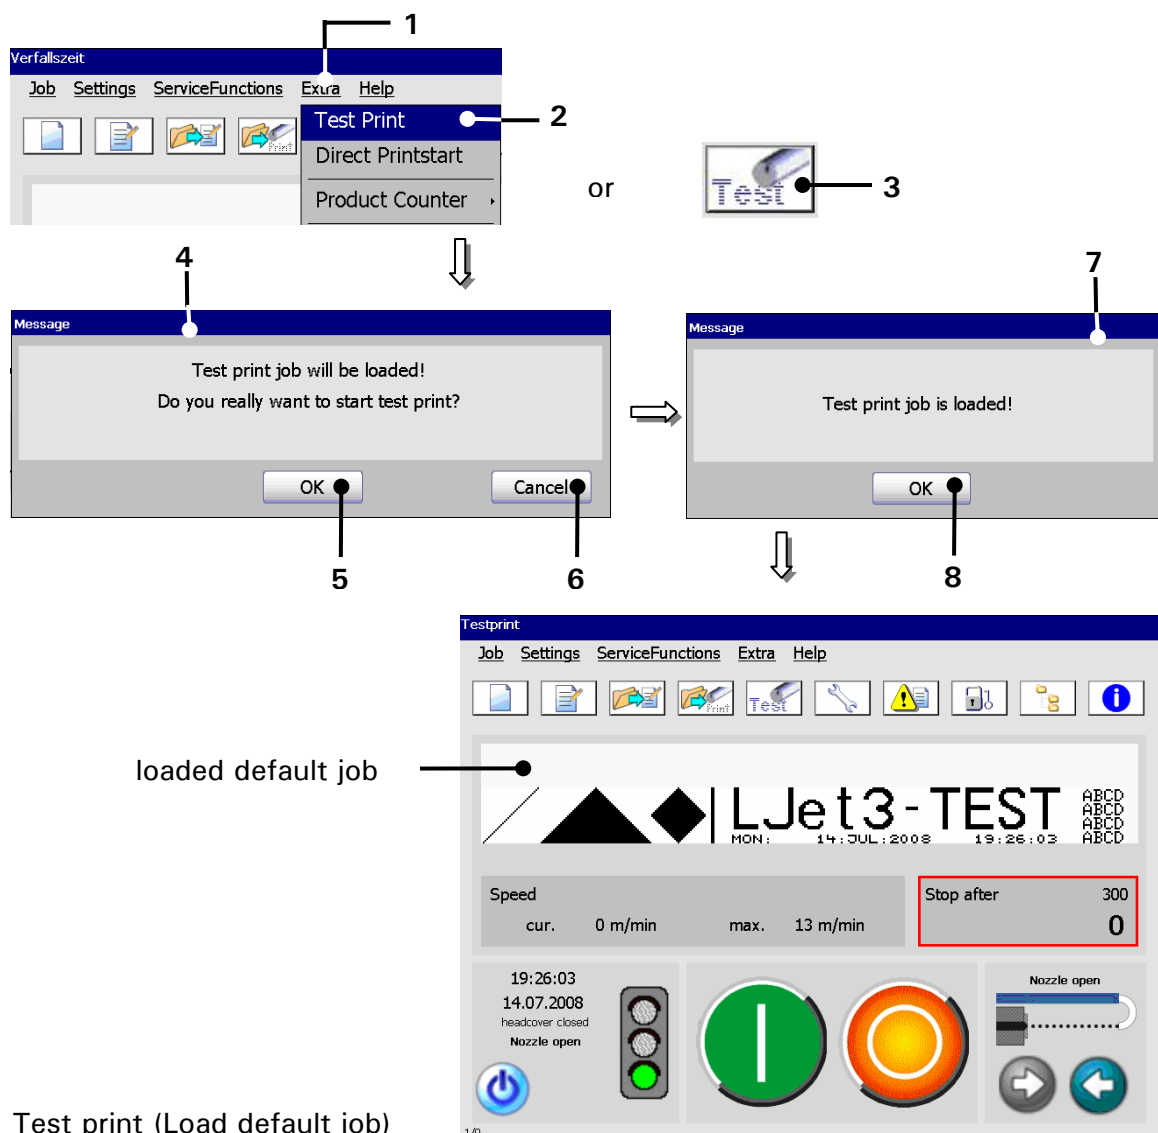 1
Verfallszeit
Job Settings ServiceFunctions Extra Help
Test Print
2
Print
Direct Printstart
Product Counter
or
Test
3
4
7
Message
Test print job will be loaded!
Do you really want to start test print?
OK
Cancel
5
6
Message
Test print job is loaded!
OK
8
Testprint
Job Settings ServiceFunctions Extra Help
Print
Test
loaded default job
LJet3-TEST
MON: 14:JUL:2008 19:26:03
ABCD
ABCD
ABCD
ABCD
Speed
cur. 0 m/min max. 13 m/min
Stop after 300
0
19:26:03
14.07.2008
headcover closed
Nozzle open
Nozzle open
Test print (Load default job)